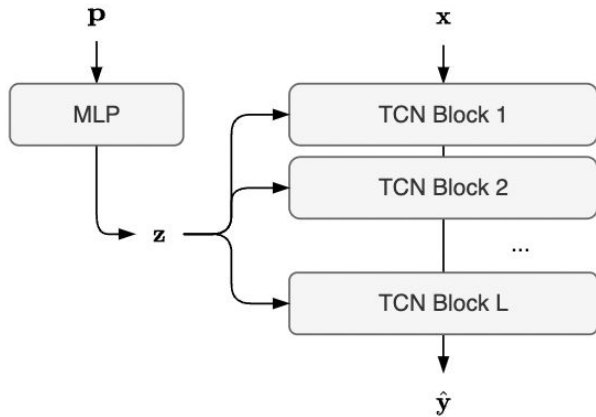 p
x
MLP
TCN Block 1
TCN Block 2
z
...
TCN Block L
ŷ